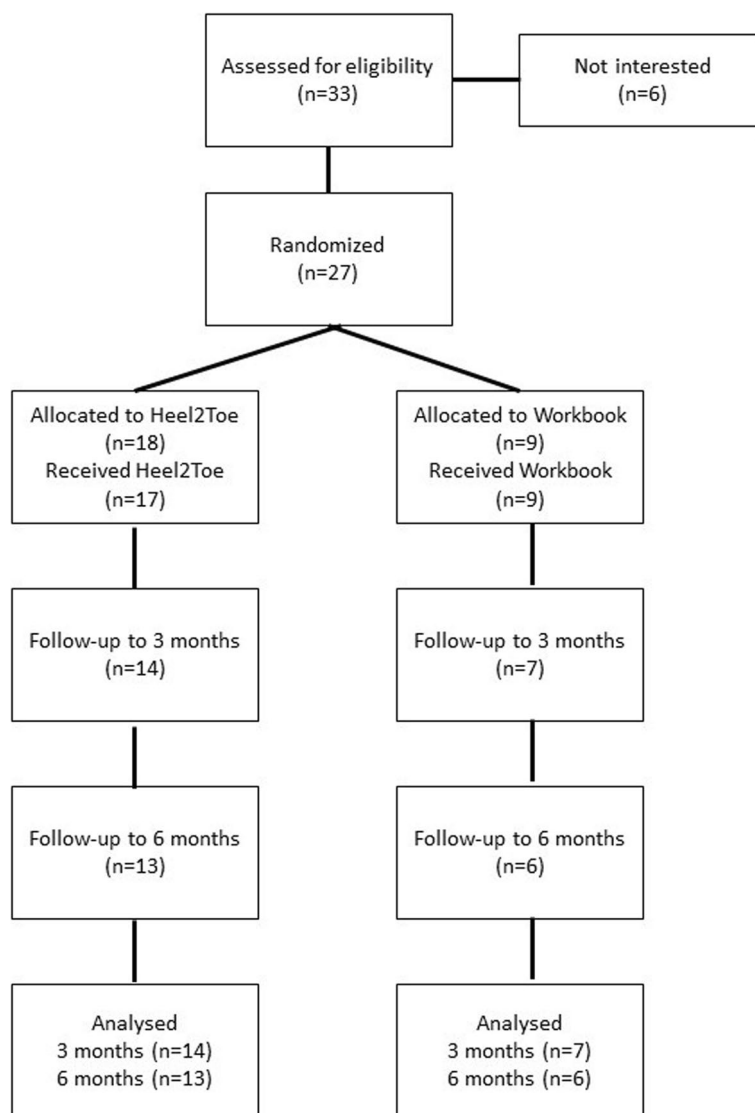 Assessed for eligibility
(n=33)
Not interested
(n=6)
Randomized
(n=27)
Allocated to Heel2Toe
(n=18)
Received Heel2Toe
(n=17)
Allocated to Workbook
(n=9)
Received Workbook
(n=9)
Follow-up to 3 months
(n=14)
Follow-up to 3 months
(n=7)
Follow-up to 6 months
(n=13)
Follow-up to 6 months
(n=6)
Analysed
3 months (n=14)
6 months (n=13)
Analysed
3 months (n=7)
6 months (n=6)